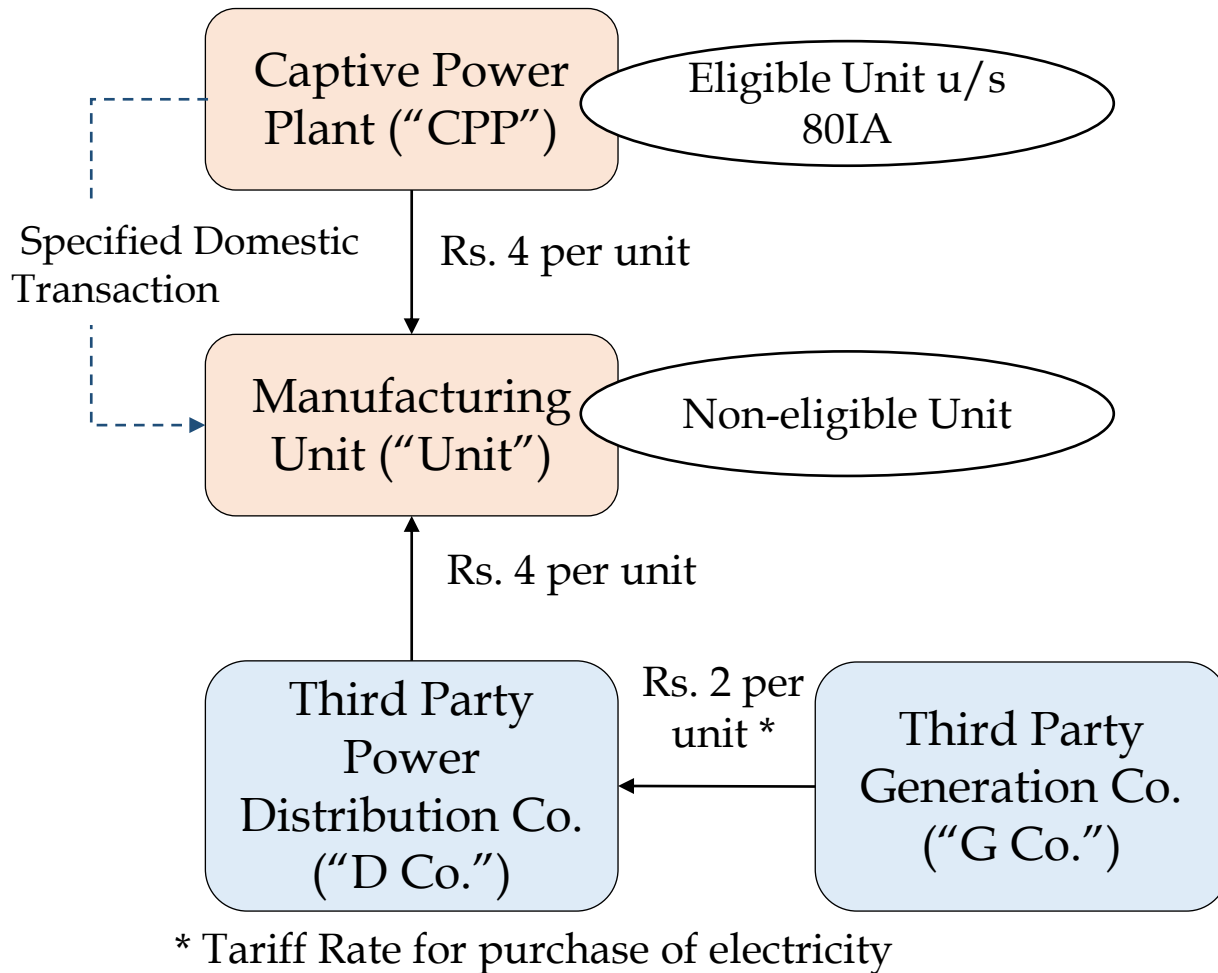 Captive Power
Plant (“CPP”)
Eligible Unit u/s
80IA
Specified Domestic
Transaction
Rs. 4 per unit
Manufacturing
Unit (“Unit”)
Non-eligible Unit
Rs. 4 per unit
Third Party
Power
Distribution Co.
(“D Co.”)
Rs. 2 per
unit *
Third Party
Generation Co.
(“G Co.”)
* Tariff Rate for purchase of electricity